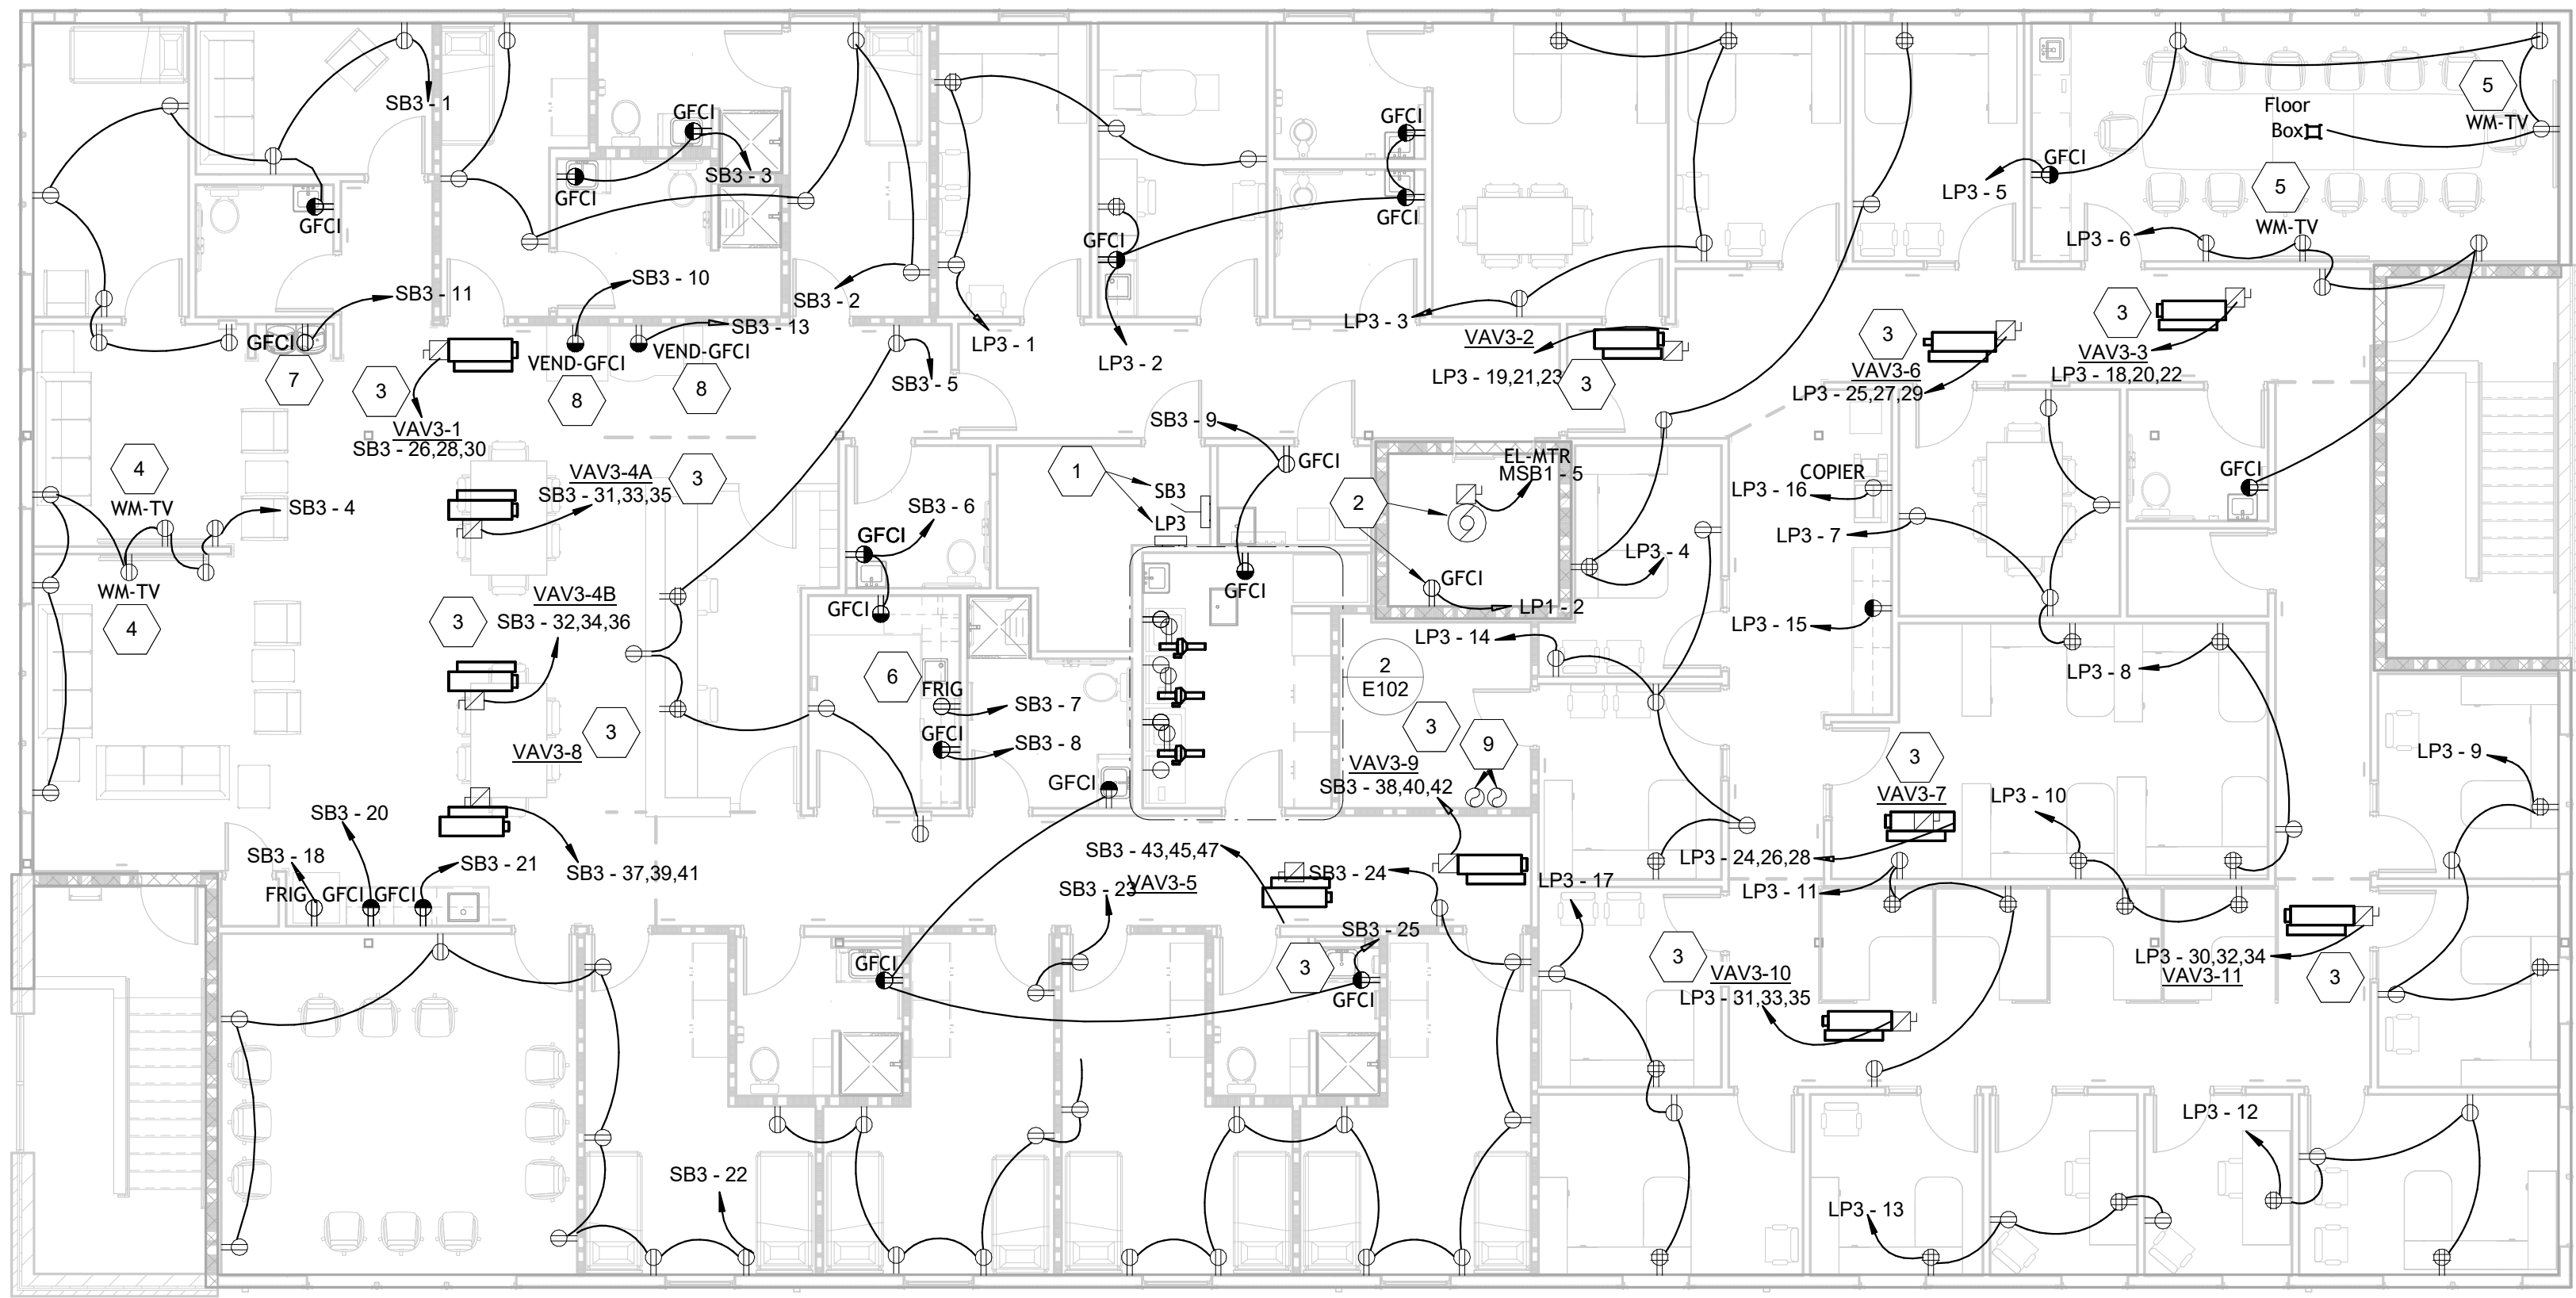 SB3 - 1
GFCI
SB3 - 3
GFCI
GFCI
GFCI
GFCI
GFCI
LP3 - 5
GFCI
Floor
Box
5
WM-TV
5
WM-TV
LP3 - 6
GFCI
SB3 - 11
SB3 - 10
SB3 - 2
SB3 - 13
GFCI
7
VEND-GFCI
8
VEND-GFCI
8
LP3 - 1
LP3 - 2
LP3 - 3
SB3 - 5
VAV3-2
LP3 - 19,21,23
3
3
VAV3-6
LP3 - 25,27,29
3
VAV3-3
LP3 - 18,20,22
3
VAV3-1
SB3 - 26,28,30
4
WM-TV
SB3 - 4
WM-TV
4
VAV3-4A
SB3 - 31,33,35
3
SB3 - 6
GFCI
GFCI
SB3 - 9
GFCI
1
SB3
LP3
GFCI
2
EL-MTR
MSB1 - 5
GFCI
LP1 - 2
LP3 - 4
COPIER
LP3 - 16
LP3 - 7
LP3 - 15
GFCI
3
VAV3-4B
SB3 - 32,34,36
3
VAV3-8
6
FRIG
SB3 - 7
GFCI
SB3 - 8
GFCI
LP3 - 14
2
E102
3
9
VAV3-9
SB3 - 38,40,42
LP3 - 8
LP3 - 9
3
VAV3-7
LP3 - 10
LP3 - 24,26,28
LP3 - 11
SB3 - 20
SB3 - 18
SB3 - 21
FRIG
GFCI
GFCI
SB3 - 37,39,41
SB3 - 43,45,47
SB3 - 23
VAV3-5
SB3 - 24
LP3 - 17
SB3 - 25
GFCI
3
GFCI
3
VAV3-10
LP3 - 31,33,35
LP3 - 30,32,34
VAV3-11
3
SB3 - 22
LP3 - 12
LP3 - 13